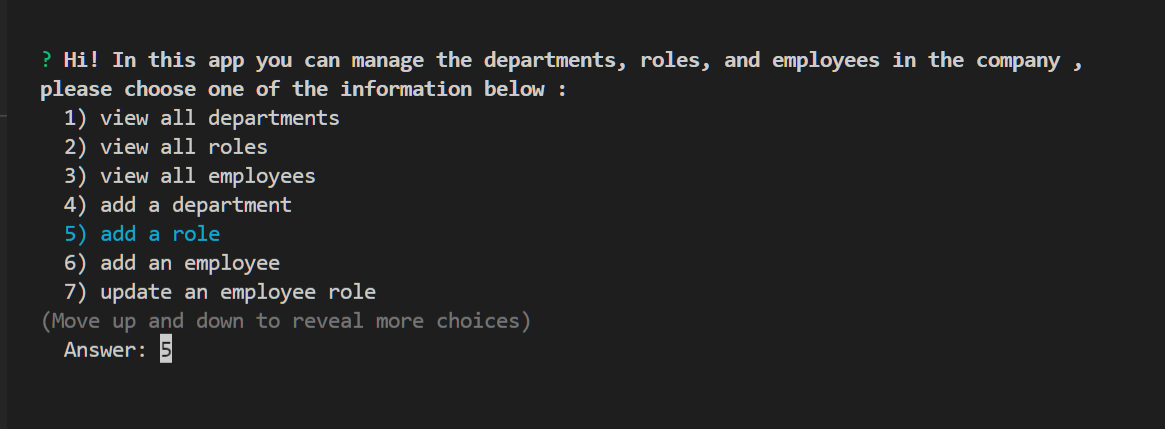 ? Hi! In this app you can manage the departments, roles, and employees in the company ,
please choose one of the information below :
1) view all departments
2) view all roles
3) view all employees
4) add a department
5) add a role
6) add an employee
7) update an employee role
(Move up and down to reveal more choices)
Answer: 5